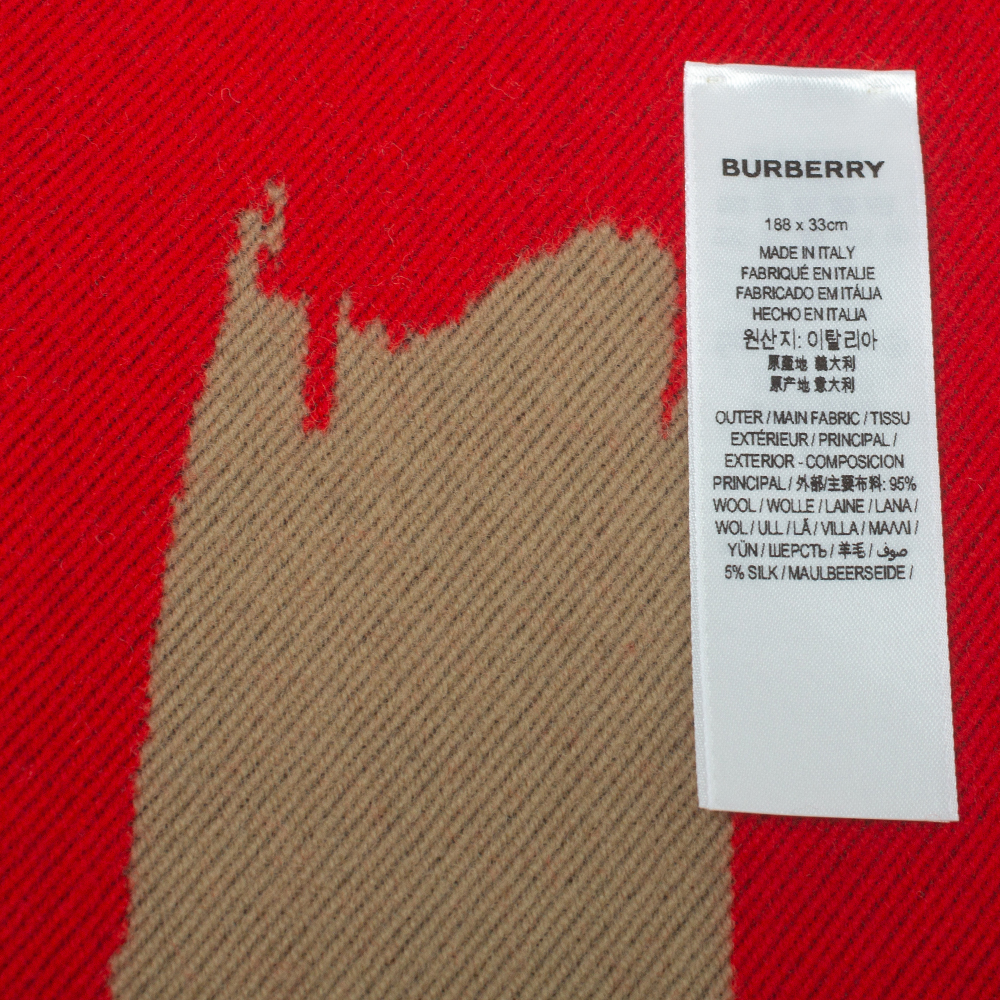 BURBERRY
188 x 33cm
MADE IN ITALY
FABRIQUÉ EN ITALIE
FABRICADO EM ITÁLIA
HECHO EN ITALIA
원산지: 이탈리아
原產地 義大利
原产地 意大利
OUTER / MAIN FABRIC / TISSU
EXTÉRIEUR / PRINCIPAL /
EXTERIOR - COMPOSICION
PRINCIPAL / 外部/主要布料: 95%
WOOL / WOLLE / LAINE / LANA /
WOL / ULL / LÃ / VILLA / ΜΑΛΛΙ /
YÜN / ШЕРСТЬ / 羊毛 / صوف
5% SILK / MAULBEERSEIDE /